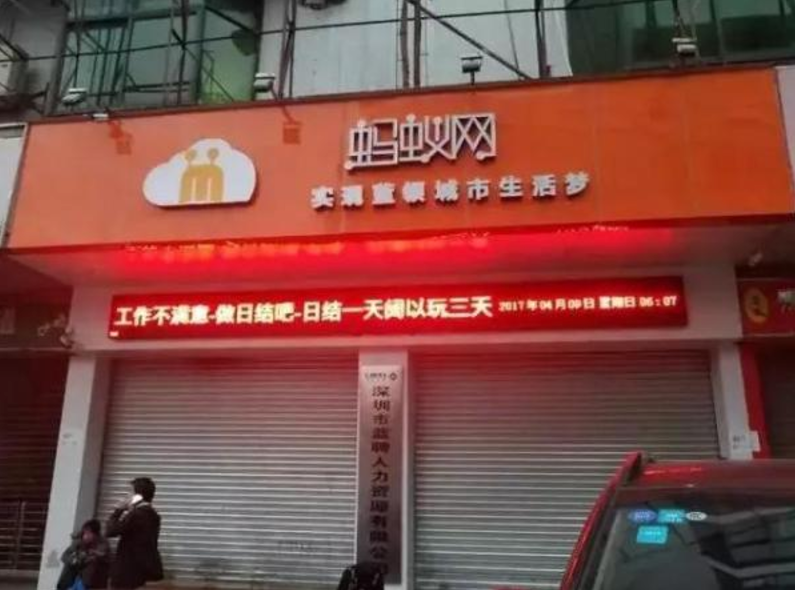 蚂蚁网
实现蓝领城市生活梦
工作不满意-做日结吧-日结一天阔以玩三天 2017年04月09日 星期日 06:07
深圳市蓝聘人力资源有限公司